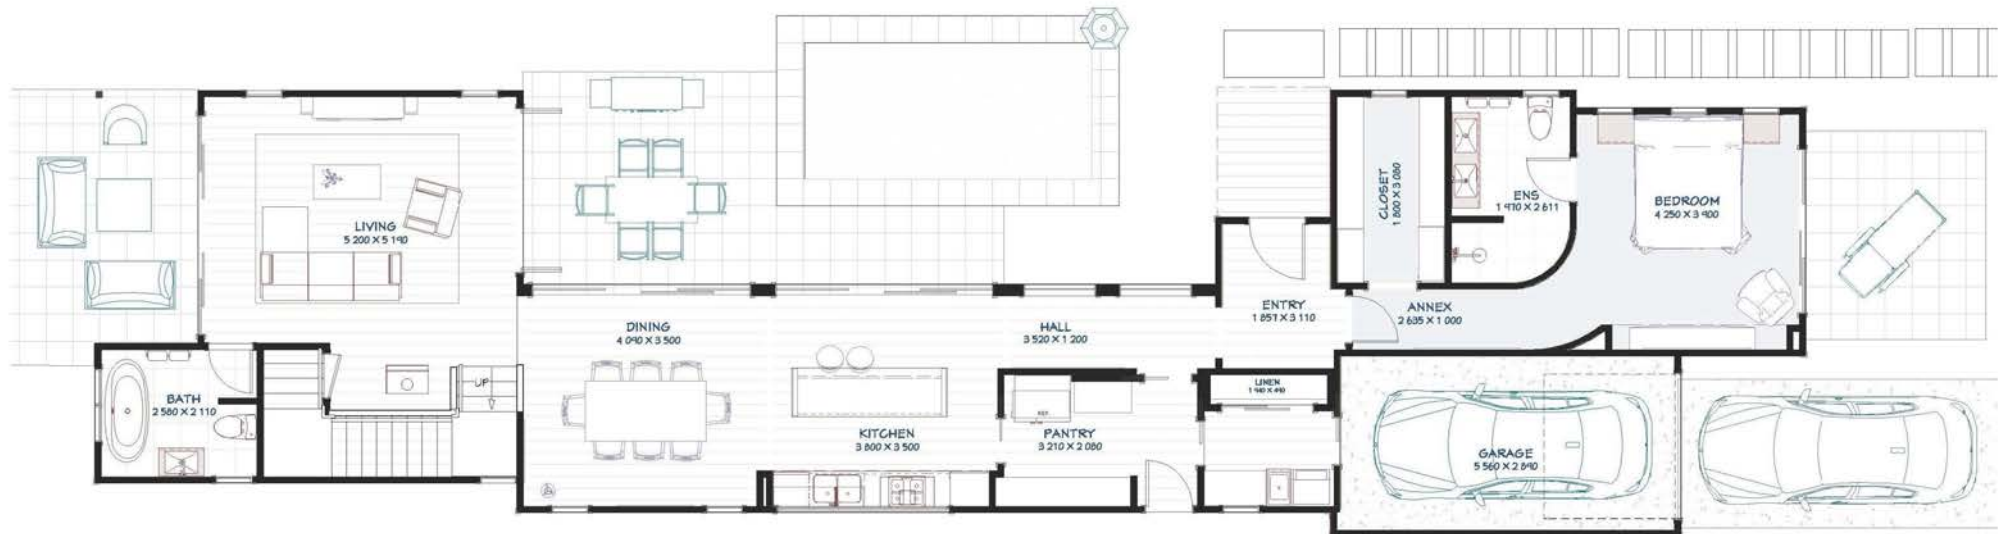 LIVING
5 200 X 5 190
BATH
2 580 X 2 110
UP
DINING
4 090 X 3 500
KITCHEN
3 800 X 3 500
HALL
3 520 X 1 200
REF.
PANTRY
3 210 X 2 080
ENTRY
1 857 X 3 110
LINEN
CLOSET
1 800 X 3 080
ENS
1 970 X 2 611
ANNEX
2 635 X 1 000
BEDROOM
4 250 X 3 900
GARAGE
5 560 X 2 890